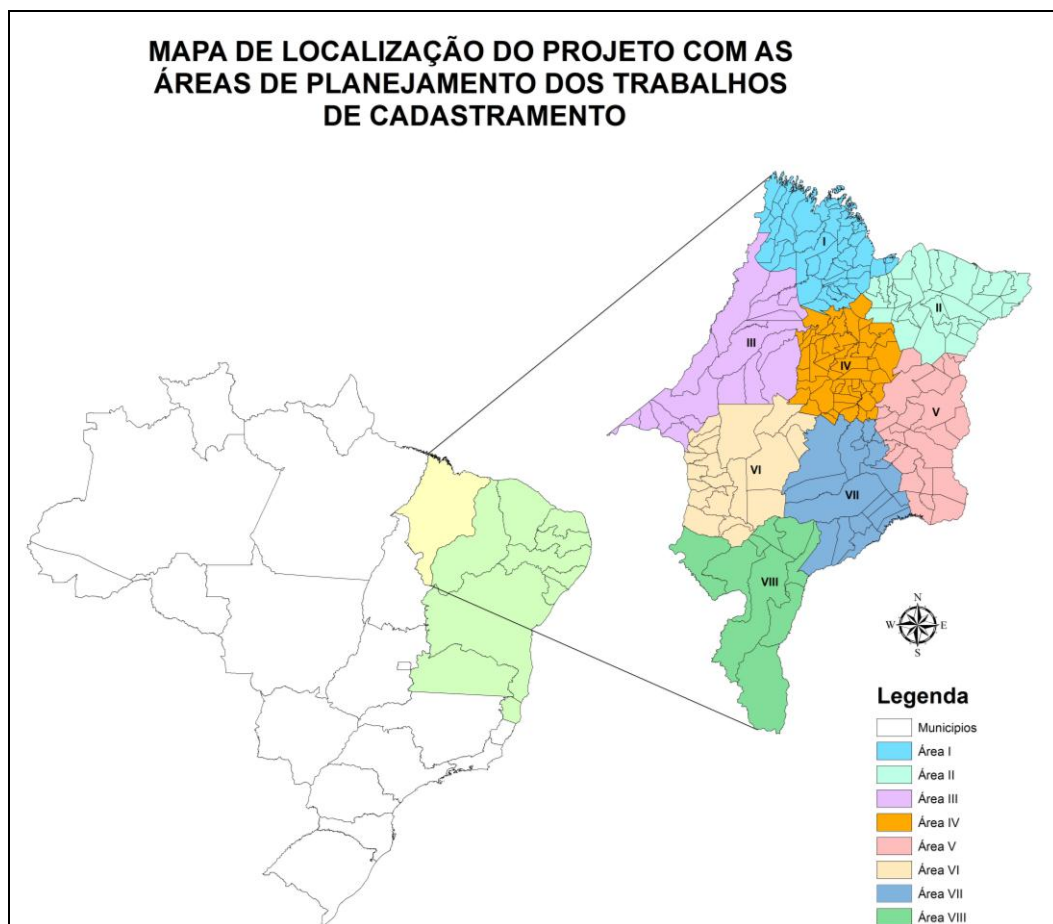 MAPA DE LOCALIZAÇÃO DO PROJETO COM AS
ÁREAS DE PLANEJAMENTO DOS TRABALHOS
DE CADASTRAMENTO
I
II
III
IV
V
VI
VII
VIII
N
W E
S
Legenda
Municipios
Área I
Área II
Área III
Área IV
Área V
Área VI
Área VII
Área VIII